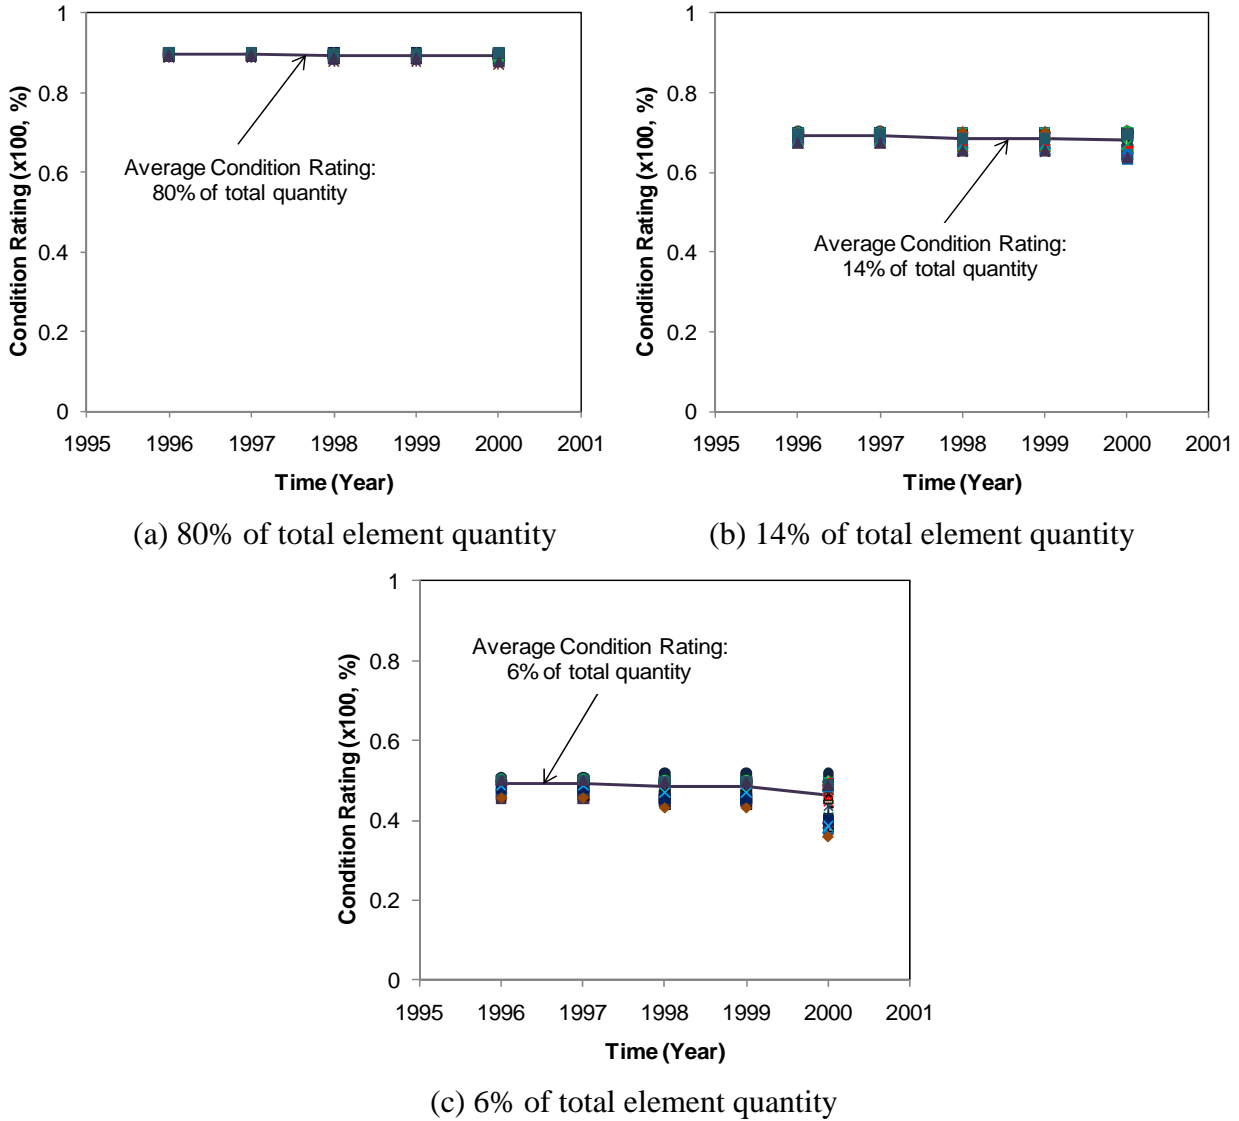 Condition Rating (x100, %)
1
0.8
0.6
0.4
0.2
0
Average Condition Rating:
80% of total quantity
1995 1996 1997 1998 1999 2000 2001
Time (Year)
(a) 80% of total element quantity
Condition Rating (x100, %)
1
0.8
0.6
0.4
0.2
0
Average Condition Rating:
14% of total quantity
1995 1996 1997 1998 1999 2000 2001
Time (Year)
(b) 14% of total element quantity
Condition Rating (x100, %)
1
0.8
0.6
0.4
0.2
0
Average Condition Rating:
6% of total quantity
1995 1996 1997 1998 1999 2000 2001
Time (Year)
(c) 6% of total element quantity